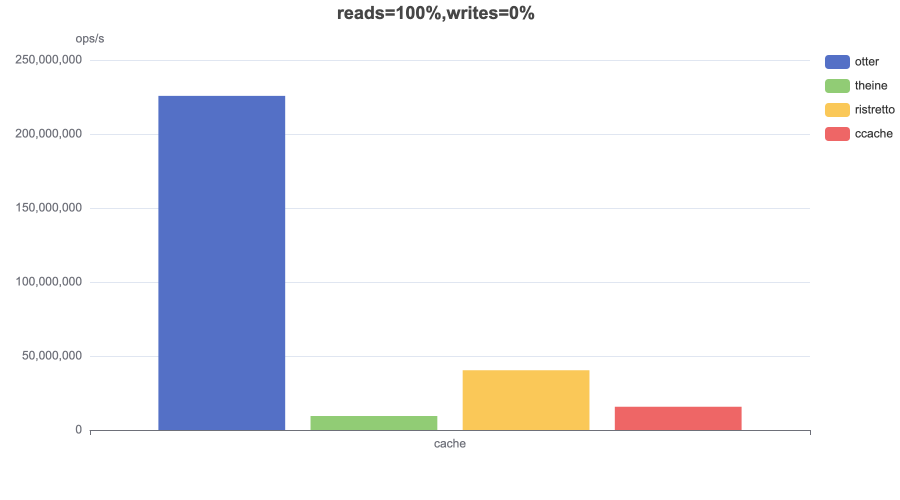 reads=100%,writes=0%
ops/s
250,000,000
200,000,000
150,000,000
100,000,000
50,000,000
0
cache
otter
theine
ristretto
ccache